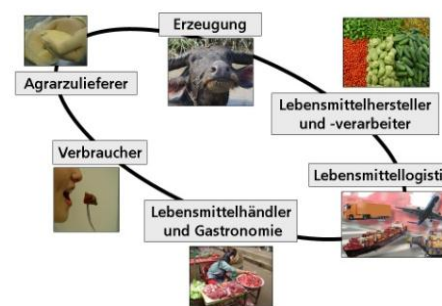 Erzeugung
Agrarzulieferer
Lebensmittelhersteller
und -verarbeiter
Verbraucher
Lebensmittellogisti
Lebensmittelhändler
und Gastronomie